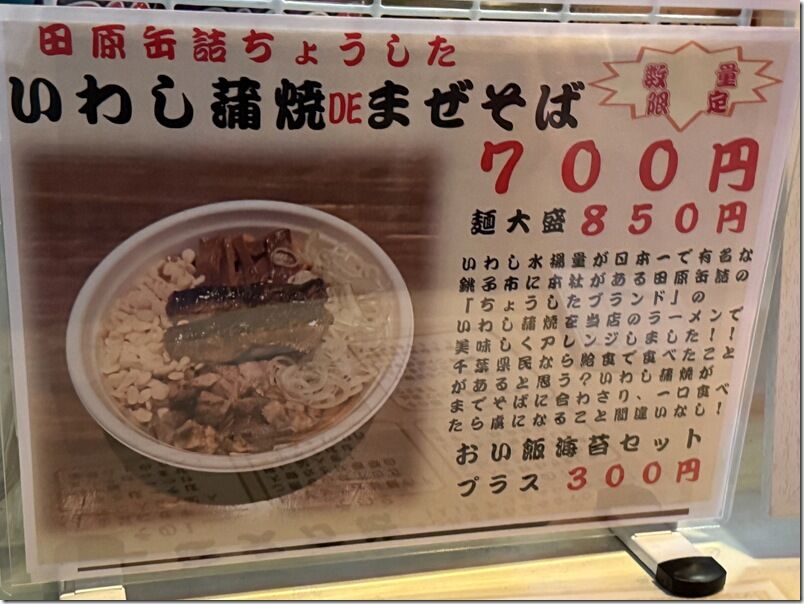 田原缶詰ちょうした
数量
限定
いわし蒲焼DEまぜそば
７００円
麺大盛８５０円
いわし水揚量が日本一で有名な
銚子市に本社がある田原缶詰の
「ちょうしたブランド」の
いわし蒲焼を当店のラーメンで
美味しくアレンジしました！！
千葉県民なら給食で食べたこと
があると思う？いわし蒲焼が
まぜそばに合わさり、一口食べ
たら虜になること間違いなし！
おい飯海苔セット
プラス ３００円